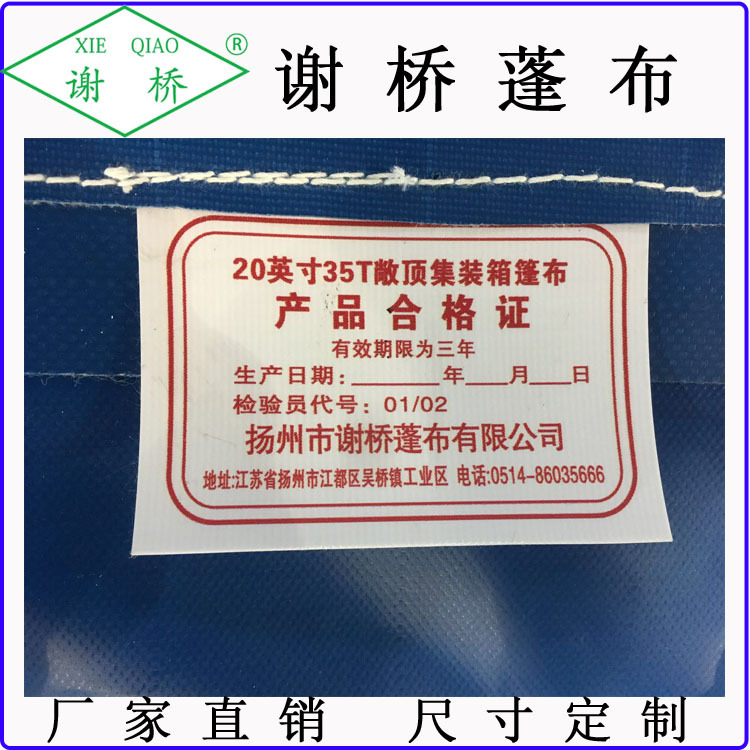 XIE QIAO ®
谢桥
谢桥蓬布
20英寸35T敞顶集装箱篷布
产品合格证
有效期限为三年
生产日期:______年___月___日
检验员代号: 01/02
扬州市谢桥蓬布有限公司
地址:江苏省扬州市江都区吴桥镇工业区 电话:0514-86035666
厂家直销 尺寸定制